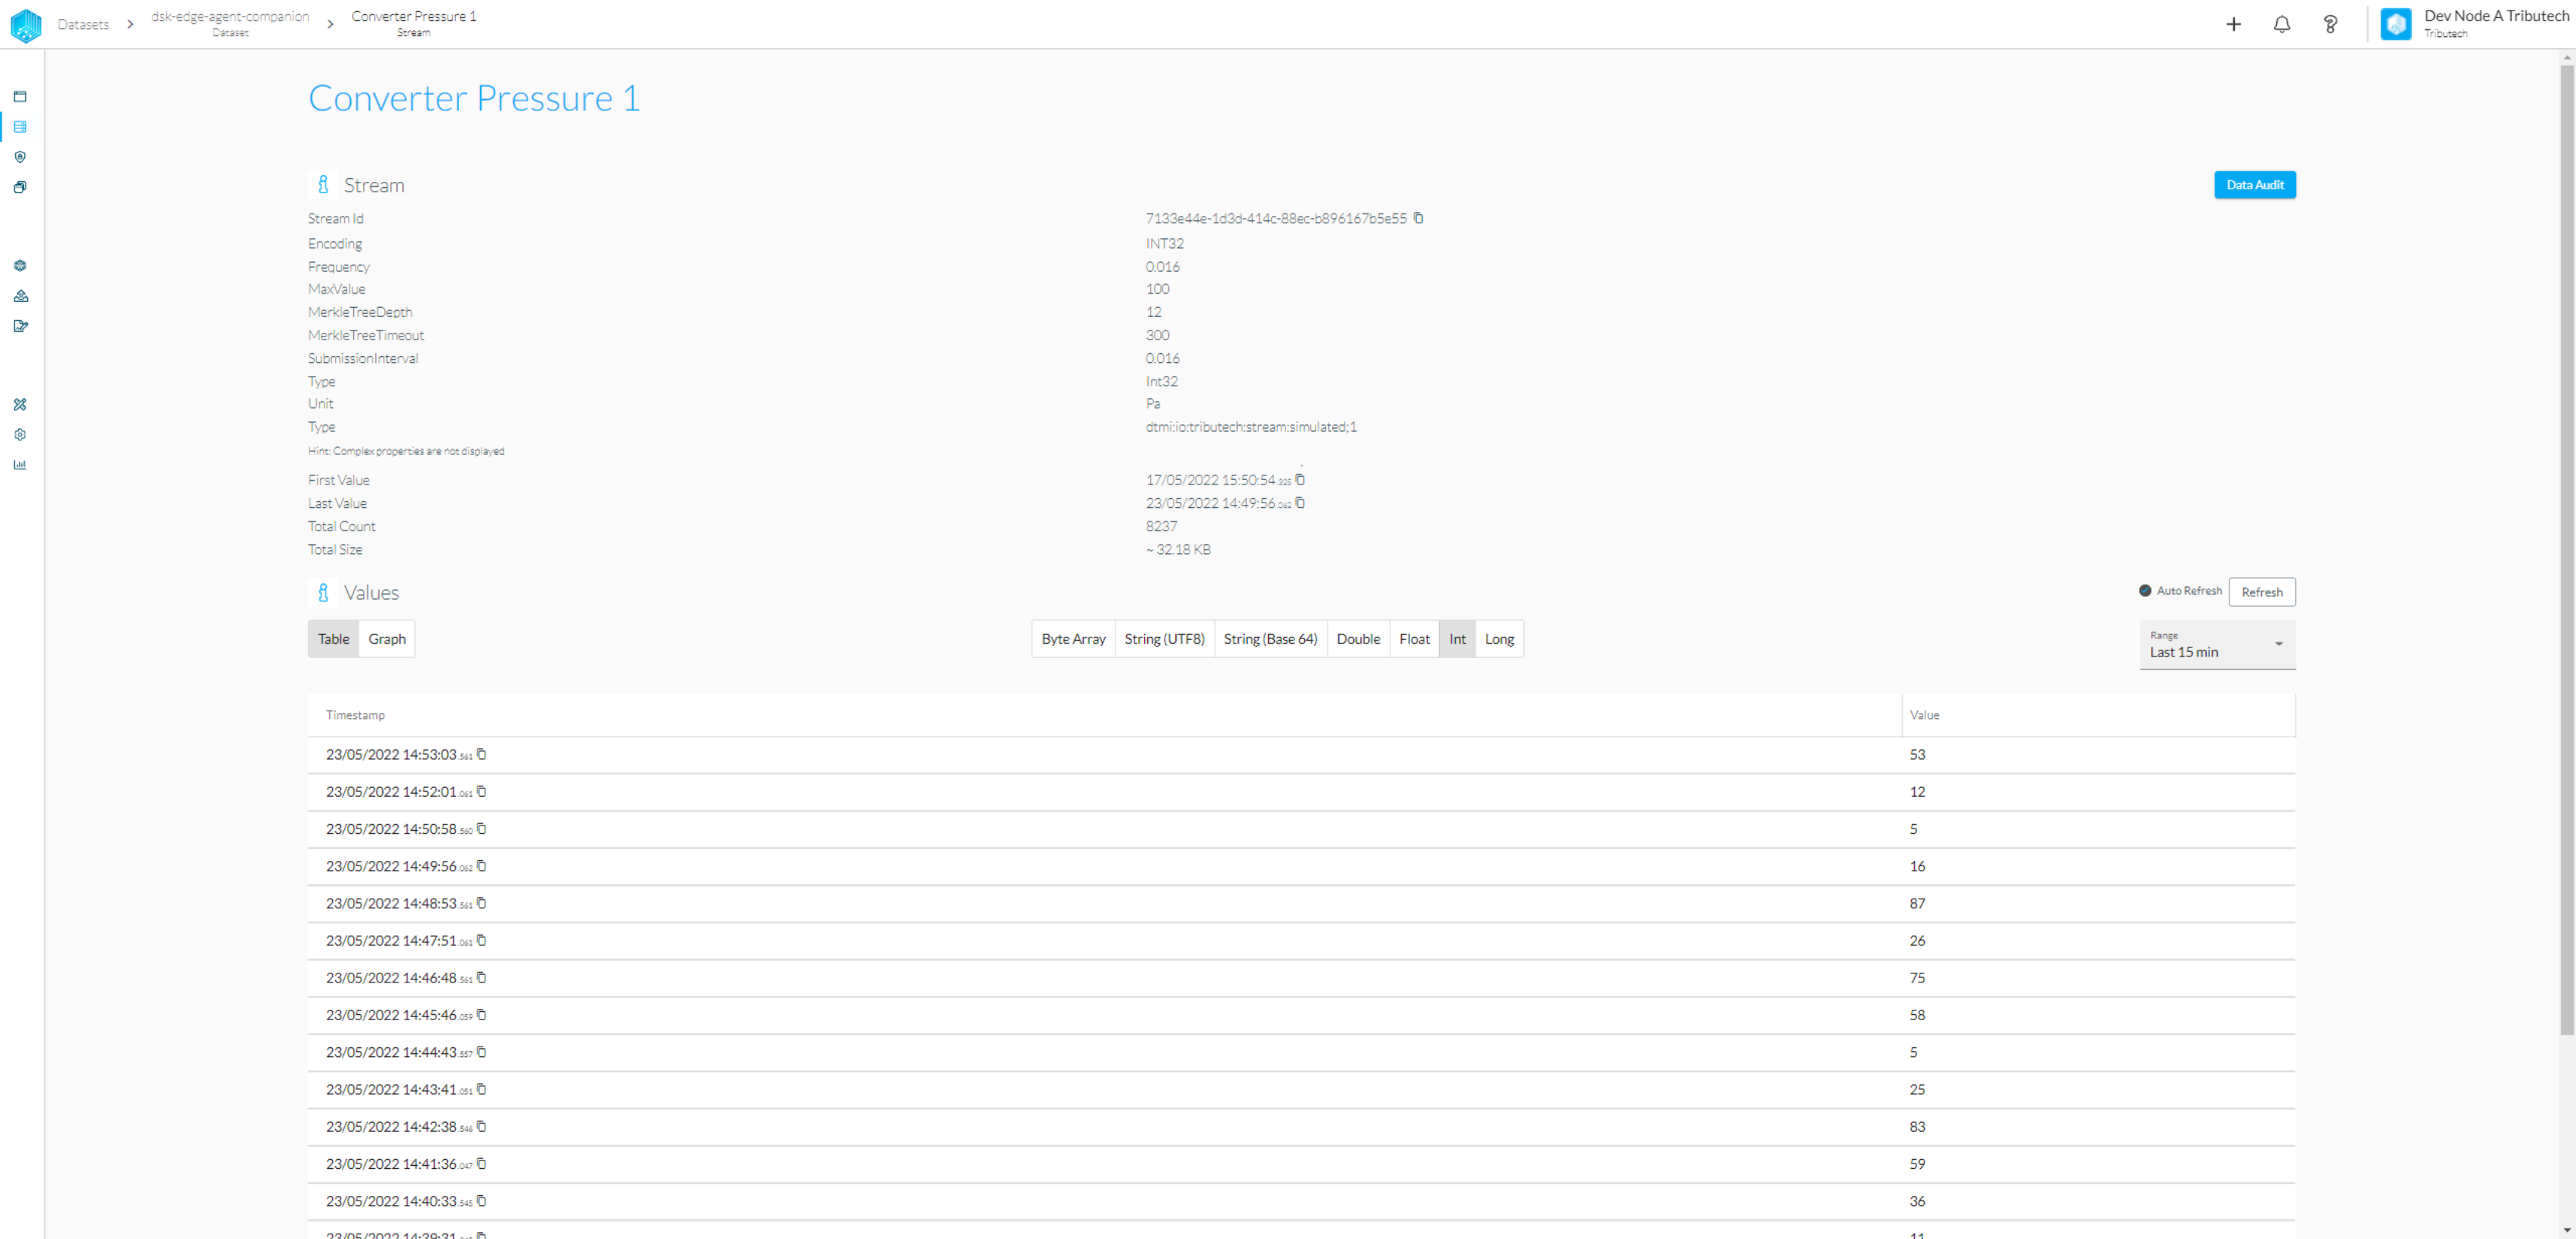 Datasets > dsk-edge-agent-companion > Converter Pressure 1
Dataset Stream
Dev Node A Tributech
Tributech
Converter Pressure 1
Stream
Data Audit
Stream Id 7133e44e-1d3d-414c-88ec-b896167b5e55
Encoding INT32
Frequency 0.016
MaxValue 100
MerkleTreeDepth 12
MerkleTreeTimeout 300
SubmissionInterval 0.016
Type Int32
Unit Pa
Type dtmi:io:tributech:stream:simulated;1
Hint: Complex properties are not displayed
First Value 17/05/2022 15:50:54.325
Last Value 23/05/2022 14:49:56.062
Total Count 8237
Total Size ~ 32.18 KB
Values
Auto Refresh Refresh
Table Graph Byte Array String (UTF8) String (Base 64) Double Float Int Long
Range
Last 15 min
Timestamp Value
23/05/2022 14:53:03.561 53
23/05/2022 14:52:01.061 12
23/05/2022 14:50:58.560 5
23/05/2022 14:49:56.062 16
23/05/2022 14:48:53.561 87
23/05/2022 14:47:51.061 26
23/05/2022 14:46:48.561 75
23/05/2022 14:45:46.059 58
23/05/2022 14:44:43.557 5
23/05/2022 14:43:41.051 25
23/05/2022 14:42:38.546 83
23/05/2022 14:41:36.047 59
23/05/2022 14:40:33.545 36
23/05/2022 14:39:31 11